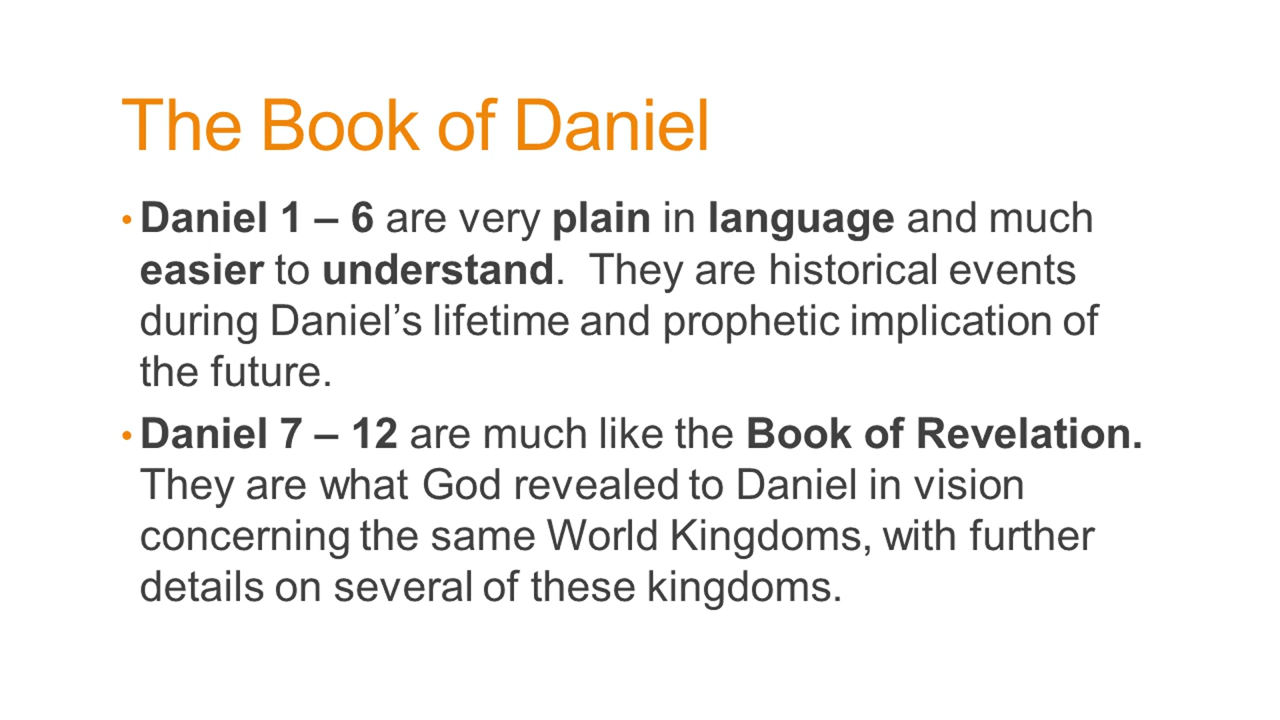 The Book of Daniel
• Daniel 1 – 6 are very plain in language and much
easier to understand.  They are historical events
during Daniel’s lifetime and prophetic implication of
the future.
• Daniel 7 – 12 are much like the Book of Revelation.
They are what God revealed to Daniel in vision
concerning the same World Kingdoms, with further
details on several of these kingdoms.